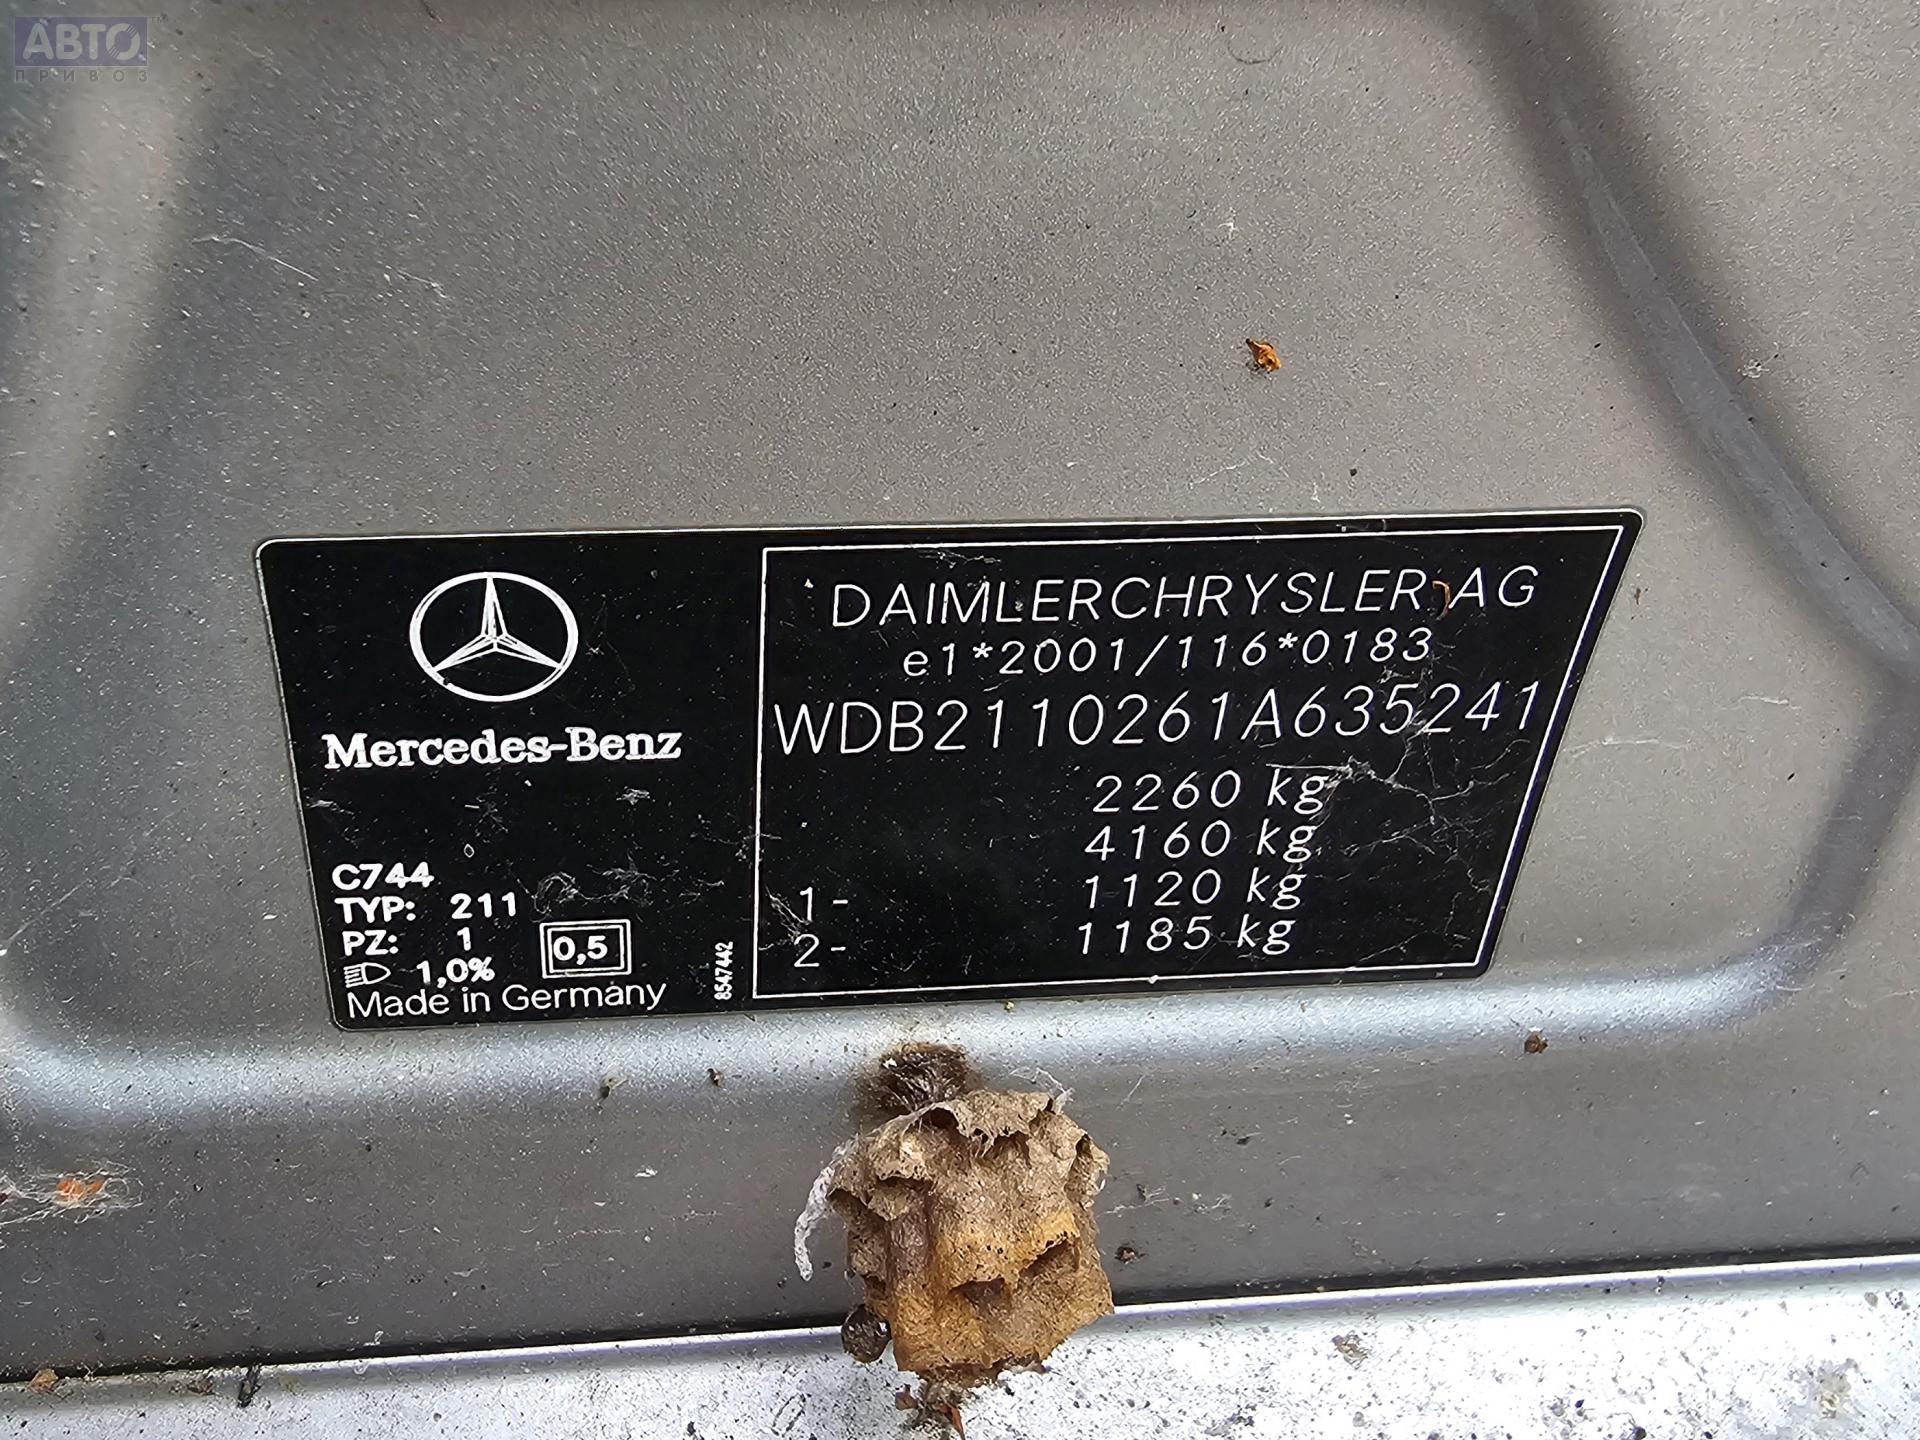 АВТО
ПРИВОЗ
Mercedes-Benz
C744
TYP: 211
PZ: 1
1,0%
0,5
Made in Germany
8547442
DAIMLERCHRYSLER AG
e1*2001/116*0183
WDB2110261A635241
2260 kg
4160 kg
1- 1120 kg
2- 1185 kg